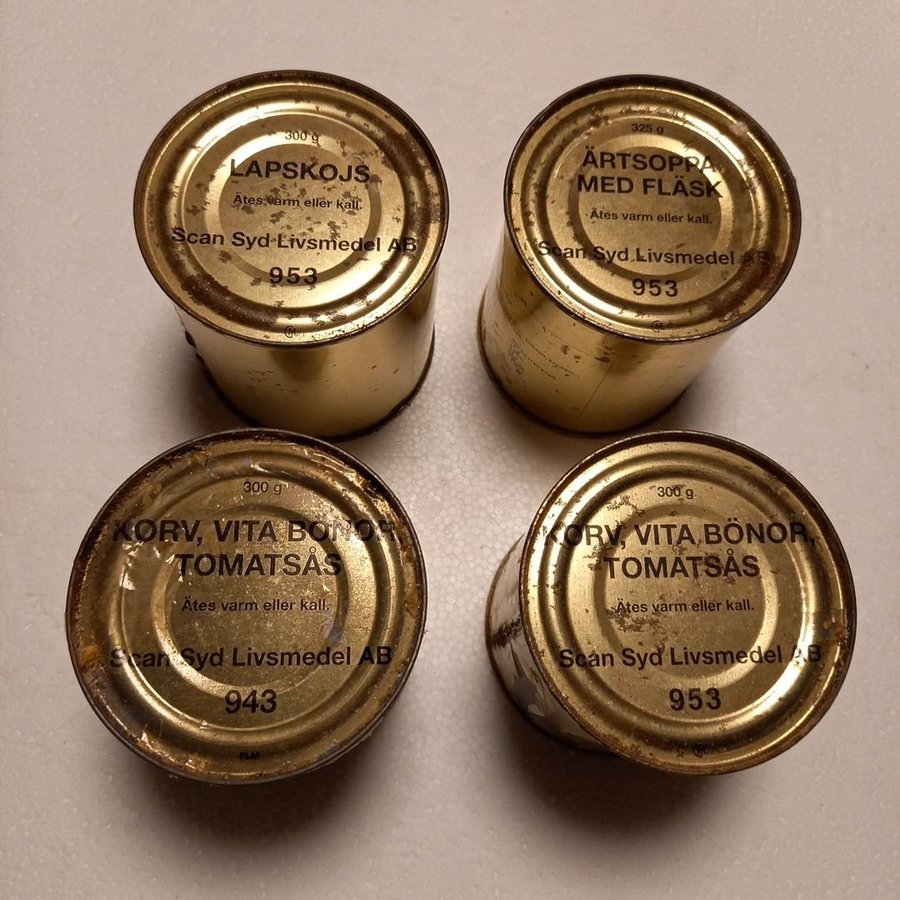 300 g
LAPSKOJS
Ätes varm eller kall.
Scan Syd Livsmedel AB
953
325 g
ÄRTSOPPA
MED FLÄSK
Ätes varm eller kall.
Scan Syd Livsmedel AB
953
300 g
KORV, VITA BÖNOR,
TOMATSÅS
Ätes varm eller kall.
Scan Syd Livsmedel AB
943
PLM
300 g
KORV, VITA BÖNOR,
TOMATSÅS
Ätes varm eller kall.
Scan Syd Livsmedel AB
953